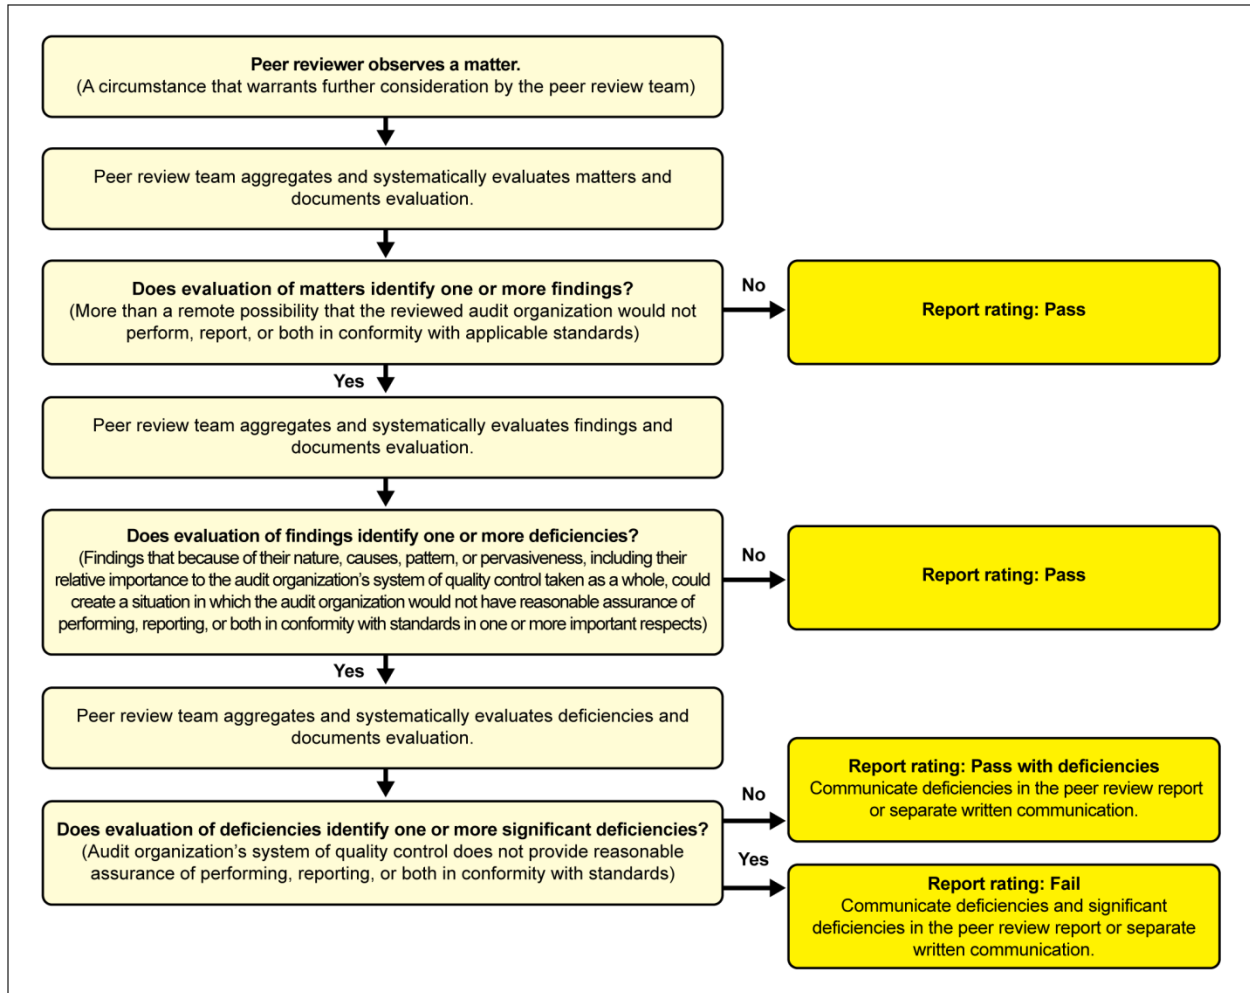 Peer reviewer observes a matter.
(A circumstance that warrants further consideration by the peer review team)
Peer review team aggregates and systematically evaluates matters and
documents evaluation.
Does evaluation of matters identify one or more findings?
(More than a remote possibility that the reviewed audit organization would not
perform, report, or both in conformity with applicable standards)
No
Report rating: Pass
Yes
Peer review team aggregates and systematically evaluates findings and
documents evaluation.
Does evaluation of findings identify one or more deficiencies?
(Findings that because of their nature, causes, pattern, or pervasiveness, including their
relative importance to the audit organization's system of quality control taken as a whole, could
create a situation in which the audit organization would not have reasonable assurance of
performing, reporting, or both in conformity with standards in one or more important respects)
No
Report rating: Pass
Yes
Peer review team aggregates and systematically evaluates deficiencies and
documents evaluation.
Does evaluation of deficiencies identify one or more significant deficiencies?
(Audit organization's system of quality control does not provide reasonable
assurance of performing, reporting, or both in conformity with standards)
No
Report rating: Pass with deficiencies
Communicate deficiencies in the peer review report
or separate written communication.
Yes
Report rating: Fail
Communicate deficiencies and significant
deficiencies in the peer review report or separate
written communication.